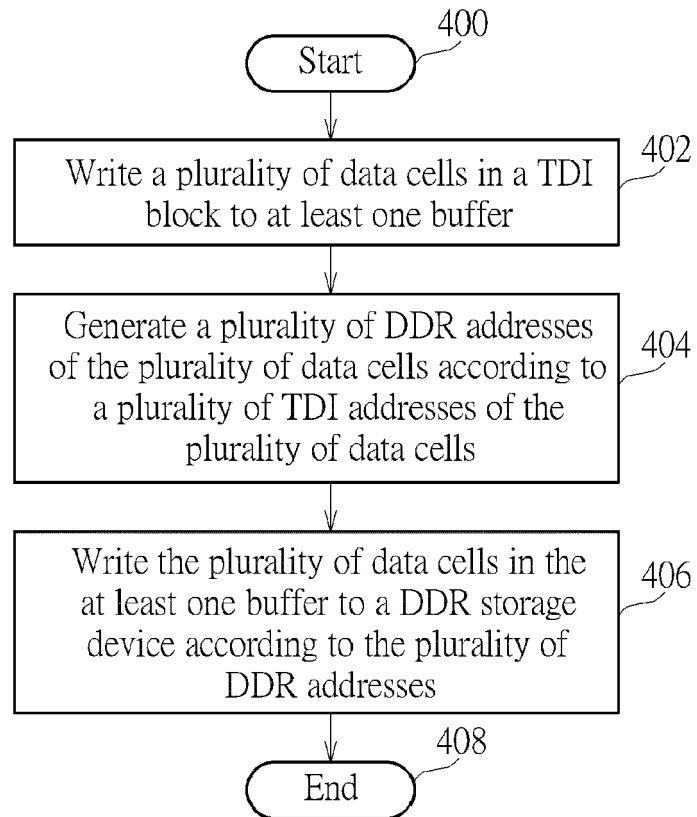 400
Start
402
Write a plurality of data cells in a TDI
block to at least one buffer
Generate a plurality of DDR addresses
of the plurality of data cells according to
a plurality of TDI addresses of the
plurality of data cells
404
Write the plurality of data cells in the
at least one buffer to a DDR storage
device according to the plurality of
DDR addresses
406
408
End